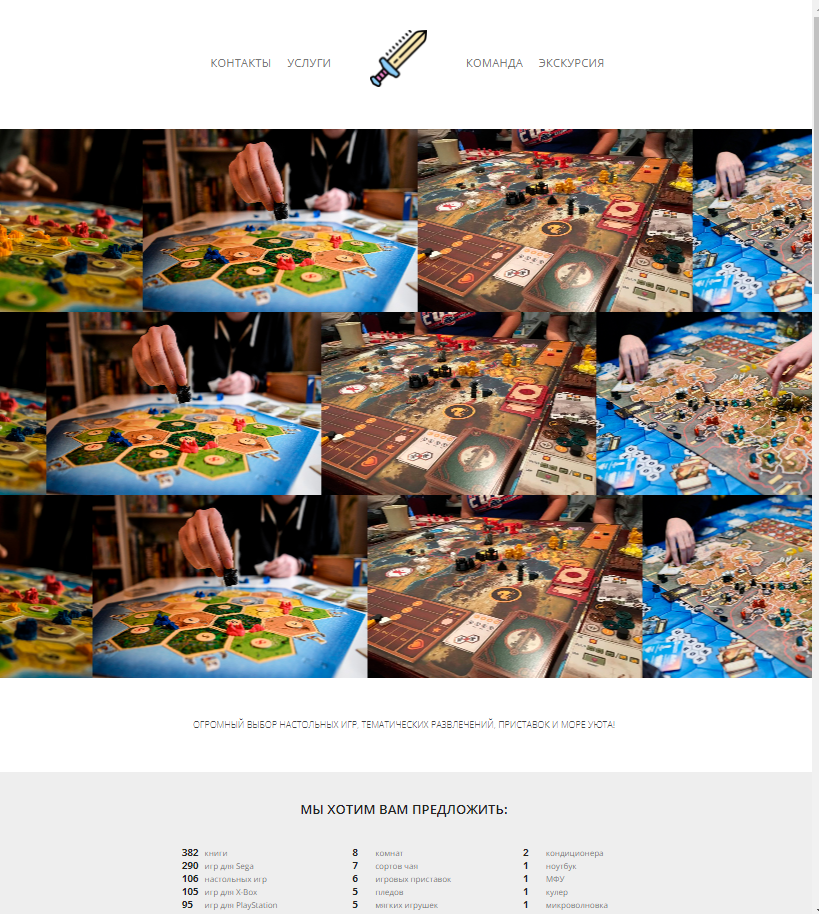 КОНТАКТЫ УСЛУГИ КОМАНДА ЭКСКУРСИЯ
ОГРОМНЫЙ ВЫБОР НАСТОЛЬНЫХ ИГР, ТЕМАТИЧЕСКИХ РАЗВЛЕЧЕНИЙ, ПРИСТАВОК И МОРЕ УЮТА!
МЫ ХОТИМ ВАМ ПРЕДЛОЖИТЬ:
382 книги
290 игр для Sega
106 настольных игр
105 игр для X-Box
95 игр для PlayStation
8 комнат
7 сортов чая
6 игровых приставок
5 пледов
5 мягких игрушек
2 кондиционера
1 ноутбук
1 МФУ
1 кулер
1 микроволновка